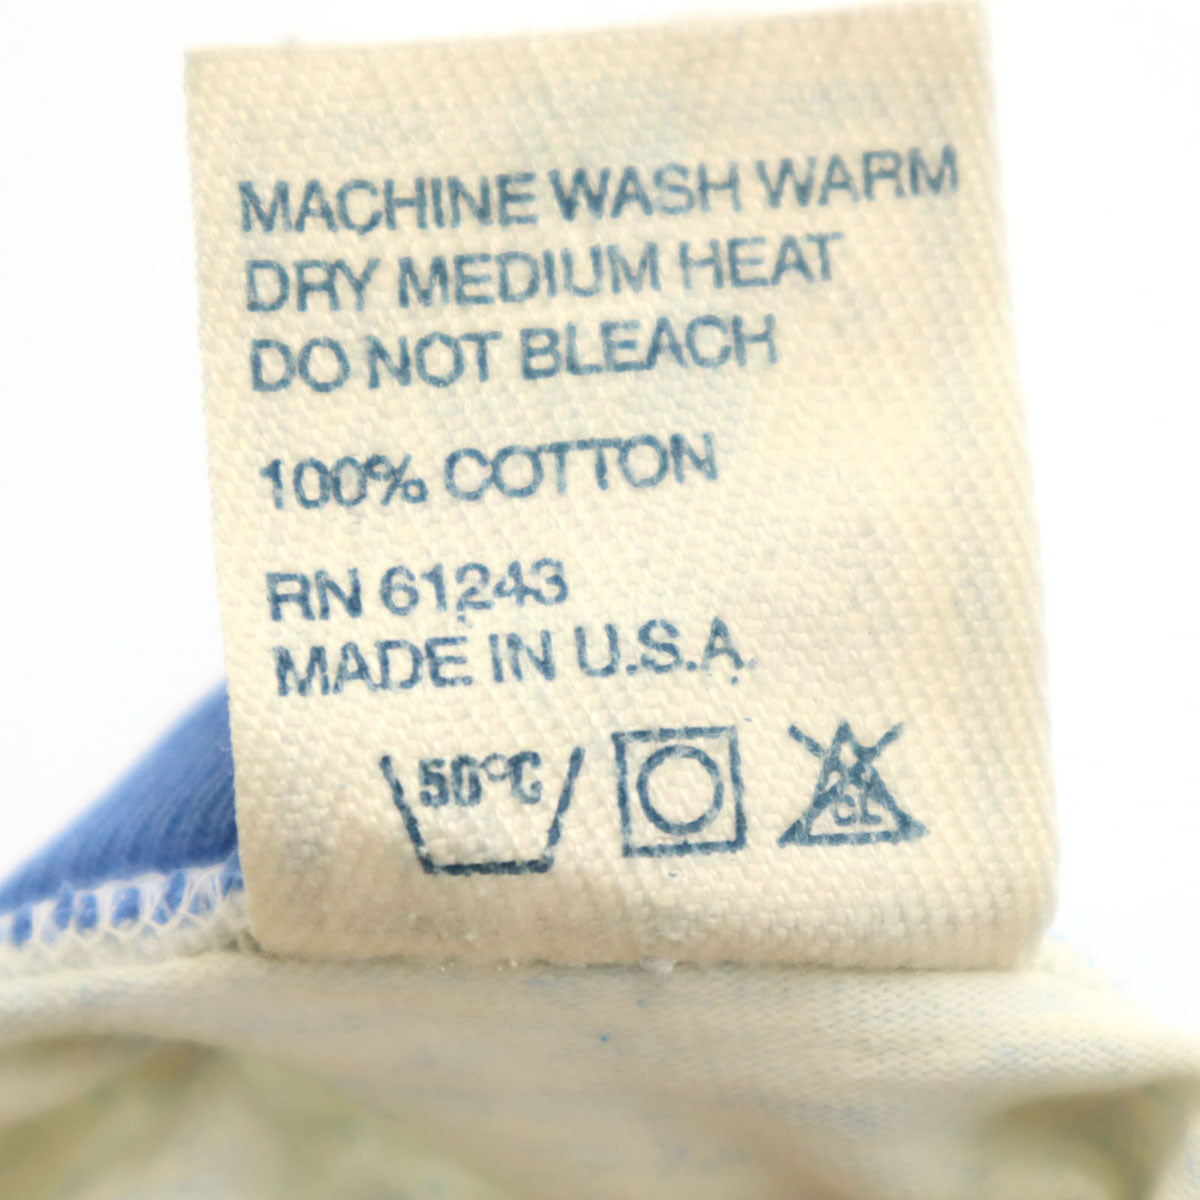 MACHINE WASH WARM
DRY MEDIUM HEAT
DO NOT BLEACH
100% COTTON
RN 61243
MADE IN U.S.A.
50°C
CL